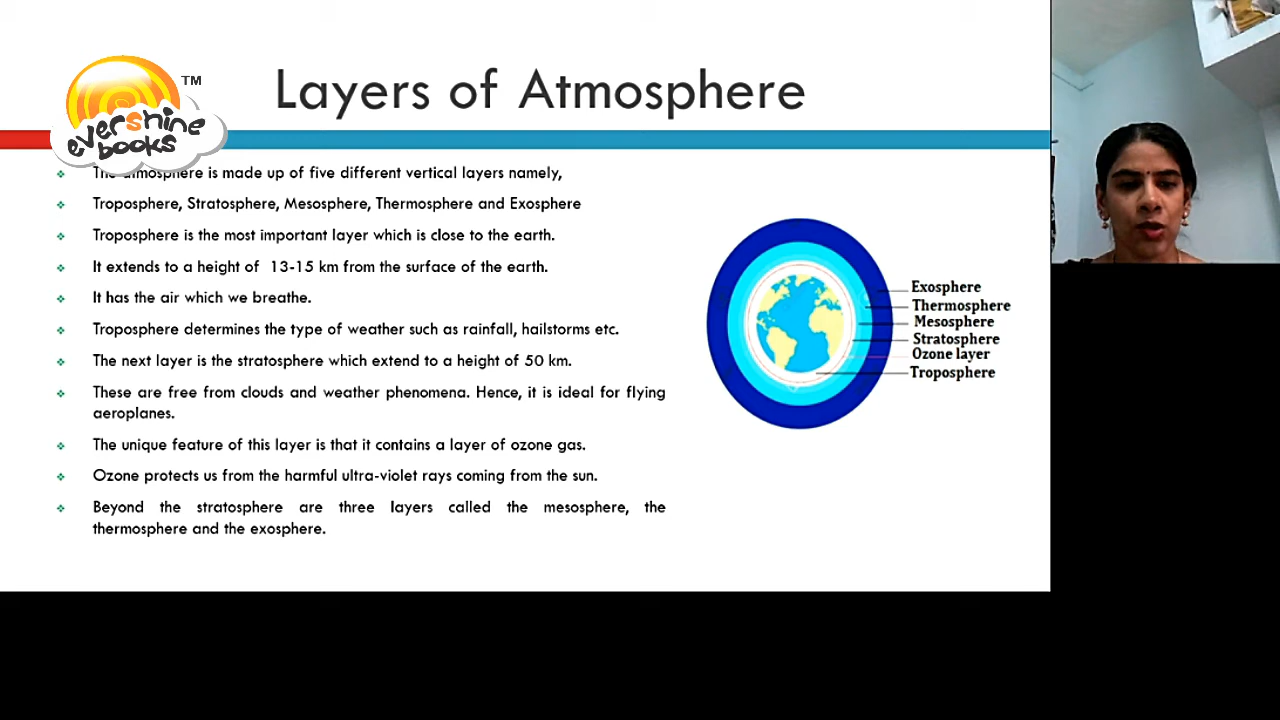 Layers of Atmosphere
TM
evershine
books
The atmosphere is made up of five different vertical layers namely,
Troposphere, Stratosphere, Mesosphere, Thermosphere and Exosphere
Troposphere is the most important layer which is close to the earth.
It extends to a height of 13-15 km from the surface of the earth.
It has the air which we breathe.
Troposphere determines the type of weather such as rainfall, hailstorms etc.
The next layer is the stratosphere which extend to a height of 50 km.
These are free from clouds and weather phenomena. Hence, it is ideal for flying
aeroplanes.
The unique feature of this layer is that it contains a layer of ozone gas.
Ozone protects us from the harmful ultra-violet rays coming from the sun.
Beyond the stratosphere are three layers called the mesosphere, the
thermosphere and the exosphere.
Exosphere
Thermosphere
Mesosphere
Stratosphere
Ozone layer
Troposphere